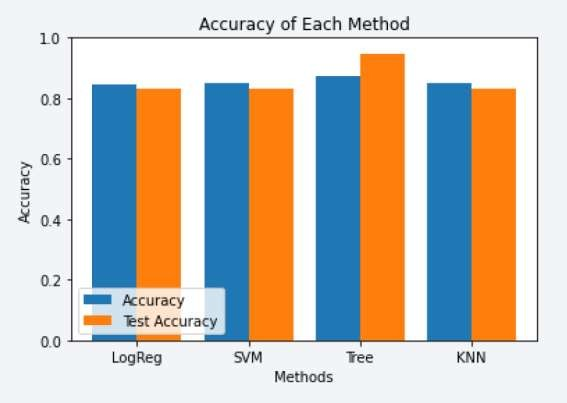 Accuracy of Each Method
1.0
0.8
0.6
0.4
0.2
0.0
Accuracy
Accuracy
Test Accuracy
LogReg SVM Tree KNN
Methods